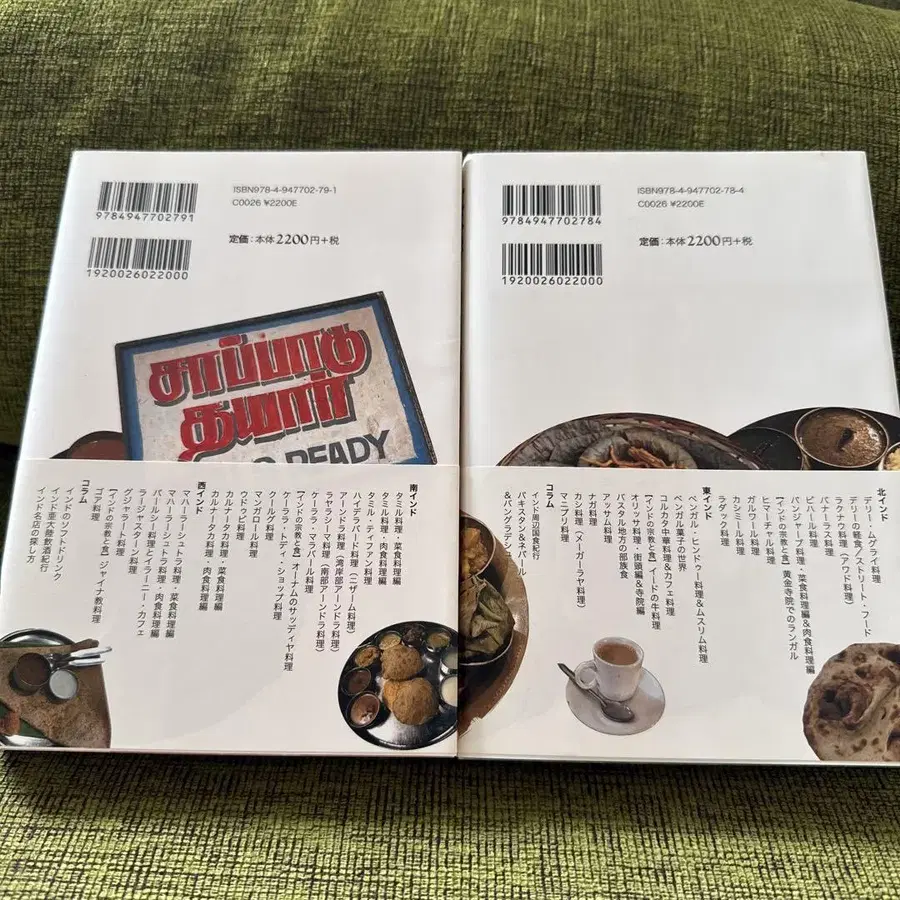 ISBN978-4-947702-79-1
C0026 ¥2200E
9784947702791
定価：本体2200円＋税
1920026022000
சாப்பாடு
தயார்
READY
南インド
タミル料理・菜食料理編
タミル料理・肉食料理編
タミル・ティファン料理
ハイデラバード料理（ニザーム料理）
アーンドラ料理（湾岸部アーンドラ料理）
ラヤラシーマ料理（南部アーンドラ料理）
ケーララ・マラバール料理
【インドの宗教と食】オーナムのサッディヤ料理
ケーララ・トディ・ショップ料理
クールグ料理
マンガロール料理
ウドゥピ料理
カルナータカ料理・菜食料理編
カルナータカ料理・肉食料理編
西インド
マハーラーシュトラ料理・菜食料理編
マハーラーシュトラ料理・肉食料理編
パールシー料理とイラーニー・カフェ
ラージャスターン料理
グジャラート料理
【インドの宗教と食】ジャイナ教料理
ゴア料理
コラム
インドのソフトドリンク
インド亜大陸飲酒紀行
インド名店の探し方
ISBN978-4-947702-78-4
C0026 ¥2200E
9784947702784
定価：本体2200円＋税
1920026022000
北インド
デリー・ムグライ料理
デリーの軽食／ストリート・フード
ラクナウ料理（アワド料理）
バナーラス料理
ビハール料理
パンジャーブ料理・菜食料理編&肉食料理編
【インドの宗教と食】黄金寺院でのランガル
ヒマーチャル料理
ガルワール料理
カシミール料理
ラダック料理
東インド
ベンガル・ヒンドゥー料理&ムスリム料理
ベンガル菓子の世界
コルカタ中華料理&カフェ料理
【インドの宗教と食】イードの牛料理
オリッサ料理・街頭編&寺院編
バスタル地方の部族食
アッサム料理
ナガ料理
カシ料理（メーガーラヤ料理）
マニプリ料理
コラム
インド周辺国食紀行
パキスタン&ネパール
&バングラデシュ